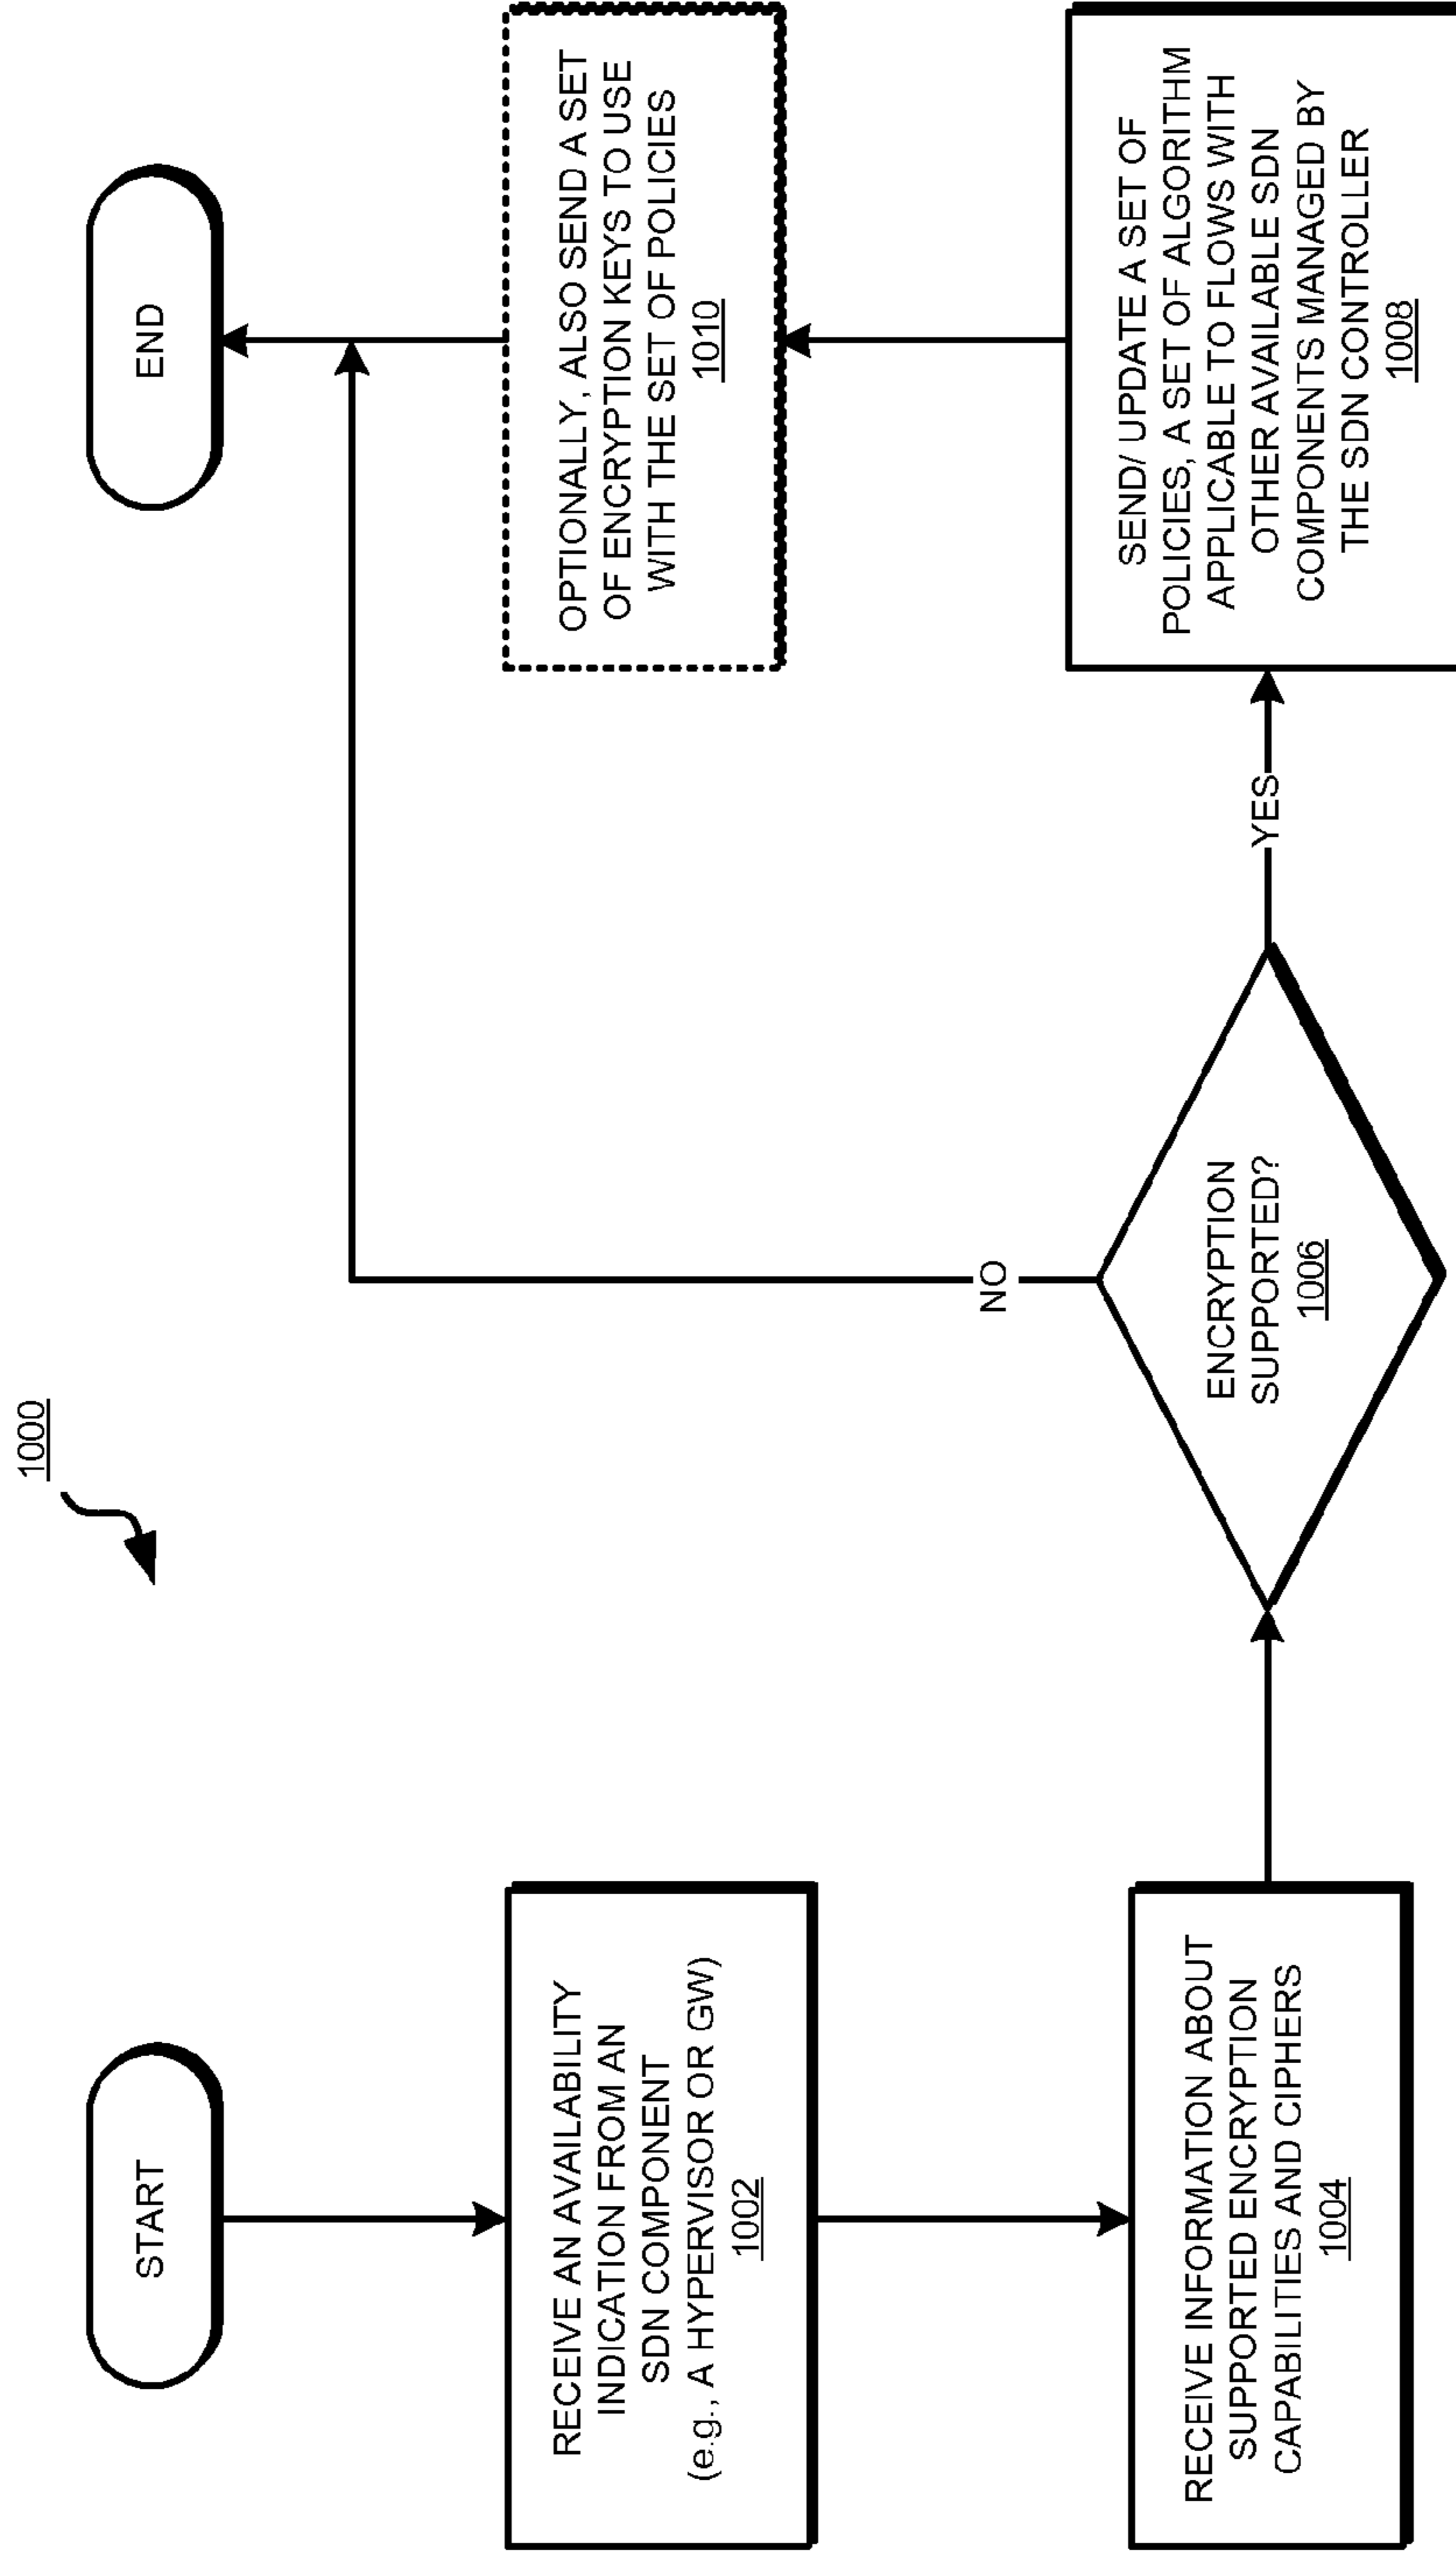 1000
START
RECEIVE AN AVAILABILITY
INDICATION FROM AN
SDN COMPONENT
(e.g., A HYPERVISOR OR GW)
1002
RECEIVE INFORMATION ABOUT
SUPPORTED ENCRYPTION
CAPABILITIES AND CIPHERS
1004
ENCRYPTION
SUPPORTED?
1006
NO
YES
SEND/ UPDATE A SET OF
POLICIES, A SET OF ALGORITHM
APPLICABLE TO FLOWS WITH
OTHER AVAILABLE SDN
COMPONENTS MANAGED BY
THE SDN CONTROLLER
1008
OPTIONALLY, ALSO SEND A SET
OF ENCRYPTION KEYS TO USE
WITH THE SET OF POLICIES
1010
END